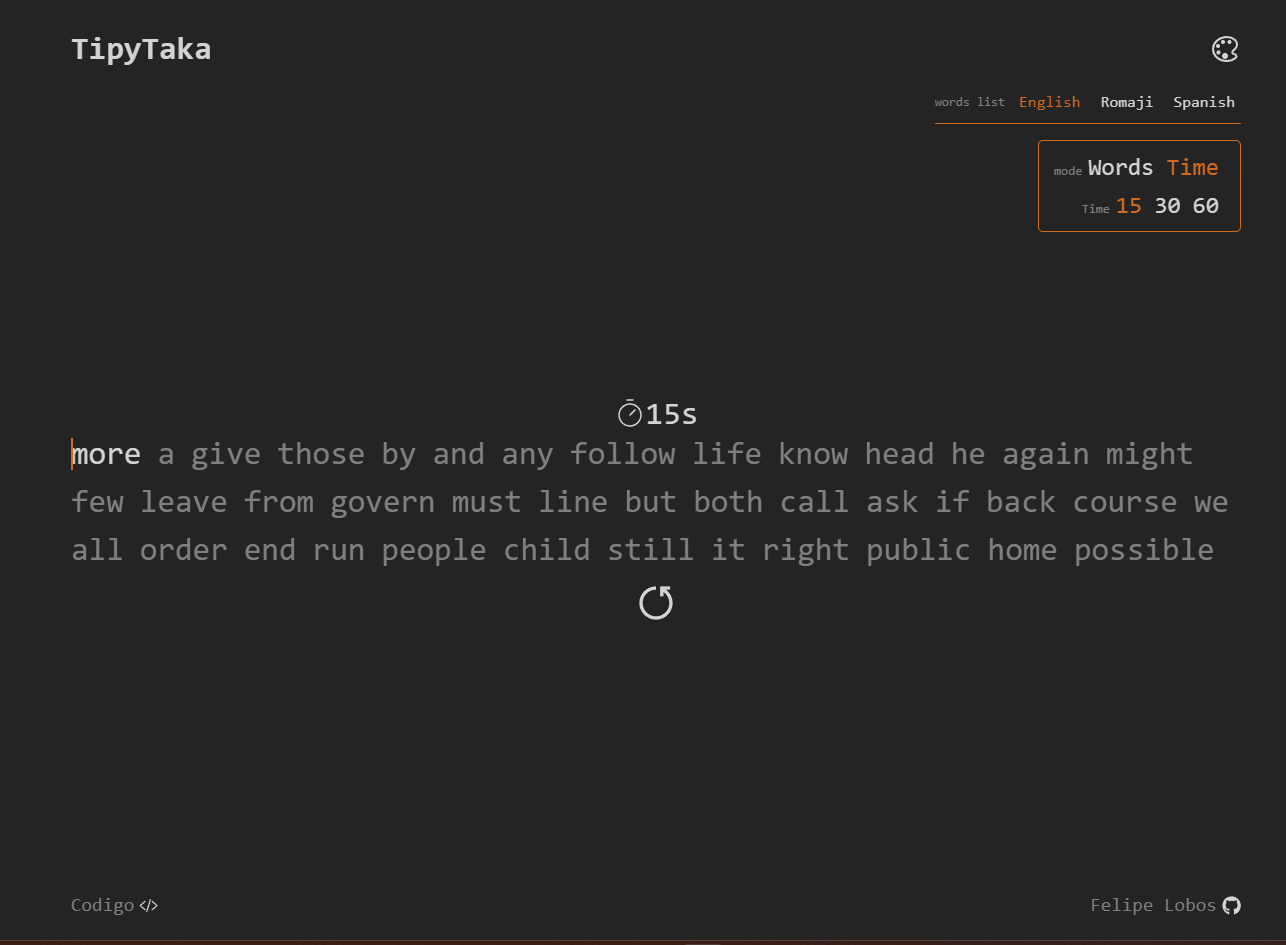 TipyTaka
words list English Romaji Spanish
mode Words Time
Time 15 30 60
15s
more a give those by and any follow life know head he again might
few leave from govern must line but both call ask if back course we
all order end run people child still it right public home possible
Codigo </>
Felipe Lobos